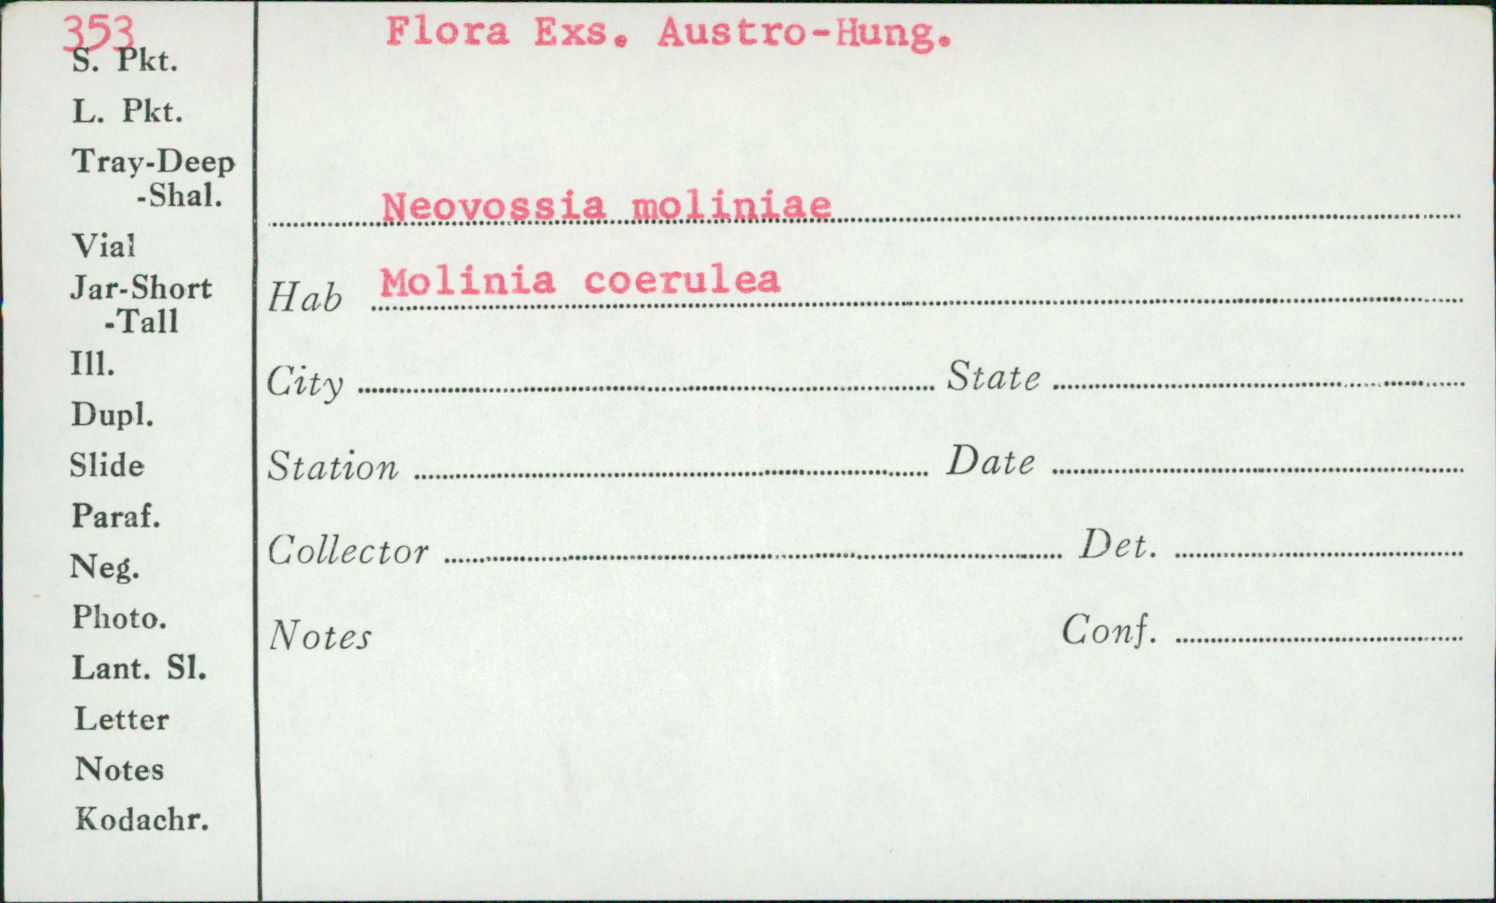 353
Flora Exs. Austro-Hung.
S. Pkt.
L. Pkt.
Tray-Deep
-Shal.
Vial
Jar-Short
-Tall
Ill.
Dupl.
Slide
Paraf.
Neg.
Photo.
Lant. Sl.
Letter
Notes
Kodachr.
Neovossia moliniae
Hab Molinia coerulea
City State
Station Date
Collector Det.
Notes Conf.